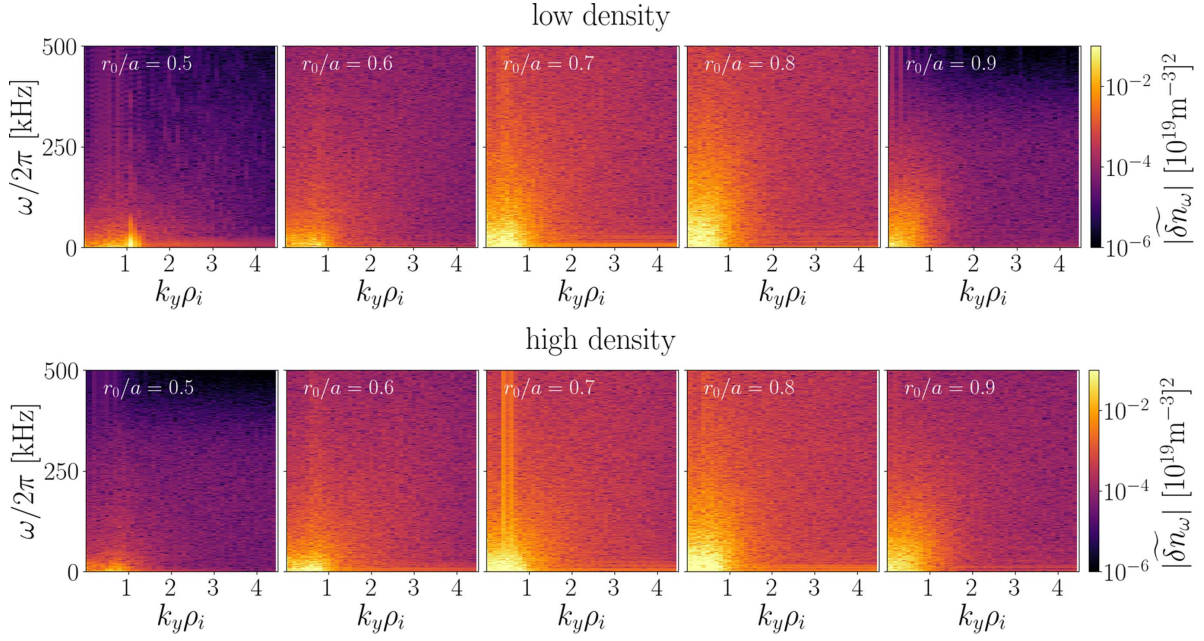 low density
500
250
0
ω/2π [kHz]
r₀/a = 0.5
r₀/a = 0.6
r₀/a = 0.7
r₀/a = 0.8
r₀/a = 0.9
1 2 3 4
1 2 3 4
1 2 3 4
1 2 3 4
1 2 3 4
k_yρ_i
k_yρ_i
k_yρ_i
k_yρ_i
k_yρ_i
10⁻²
10⁻⁴
10⁻⁶
|δ̃n_ω| [10¹⁹m⁻³]²
high density
500
250
0
ω/2π [kHz]
r₀/a = 0.5
r₀/a = 0.6
r₀/a = 0.7
r₀/a = 0.8
r₀/a = 0.9
1 2 3 4
1 2 3 4
1 2 3 4
1 2 3 4
1 2 3 4
k_yρ_i
k_yρ_i
k_yρ_i
k_yρ_i
k_yρ_i
10⁻²
10⁻⁴
10⁻⁶
|δ̃n_ω| [10¹⁹m⁻³]²